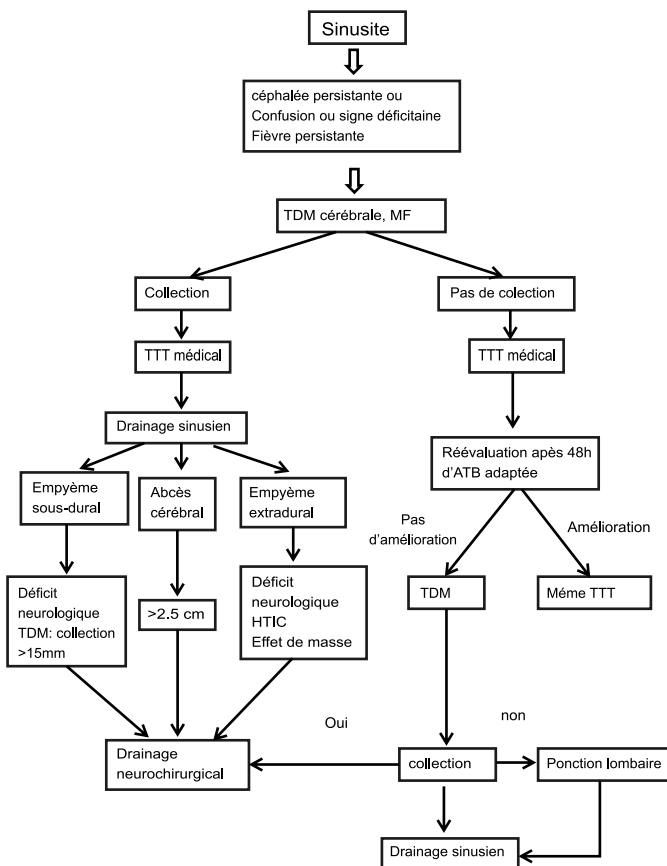 Sinusite
céphalée persistante ou
Confusion ou signe déficitaine
Fièvre persistante
TDM cérébrale, MF
Collection
Pas de colection
TTT médical
TTT médical
Drainage sinusien
Réévaluation apès 48h
d'ATB adaptée
Empyème
sous-dural
Abcès
cérébral
Empyème
extradural
Pas
d'amélioration
Amélioration
Déficit
neurologique
TDM: collection
>15mm
>2.5 cm
Déficit
neurologique
HTIC
Effet de masse
TDM
Méme TTT
Oui
non
Drainage
neurochirurgical
collection
Ponction lombaire
Drainage sinusien